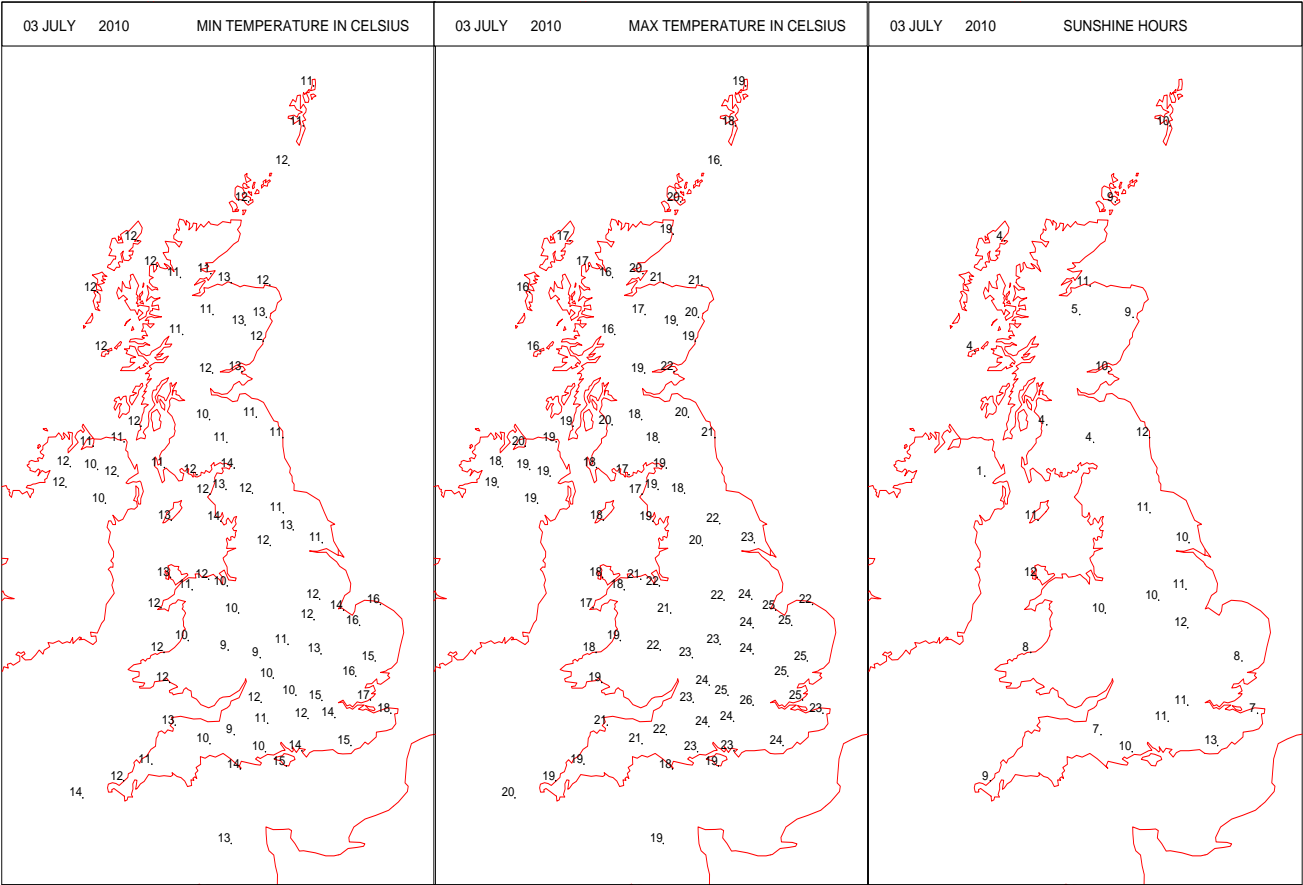 03 JULY 2010 MIN TEMPERATURE IN CELSIUS
11
11
12
12
12
12 11 11 13 12
12
11 13 13
11 12
12
12 13
12 10 11
11 11 11 11
12 10 12 11 12 14
12 12 13 12
10
13 14 11
13
12 11
13 12
11 10
12 12 14 16
10 12 16
10 11
12 9 9 13 15
12 10 16
12 10 15 17
13 11 12 14 18
9
10 10 14 15
11 14 15
12
14
13
03 JULY 2010 MAX TEMPERATURE IN CELSIUS
19
18
16
20
19
17
17 16 20 21 21
16
17 19 20
16 19
16
19 22
19 20 18 20
20 19 18 21
18 19 19 18 17 19
19 17 19 18
19
18 19 22
20 23
18 21
18 22
17 21 22 24 25 22
24 25
19 23
18 22 23 24 25
19 24 25
23 25 26 25
21 24 24 23
22
21 23 23 24
19 18 19
19
20
19
03 JULY 2010 SUNSHINE HOURS
10
9
4
11
5 9
4
10
4 4 12
1
11 11
10
12 11
10 10
12
8 8
11 7
7 11
10 13
9